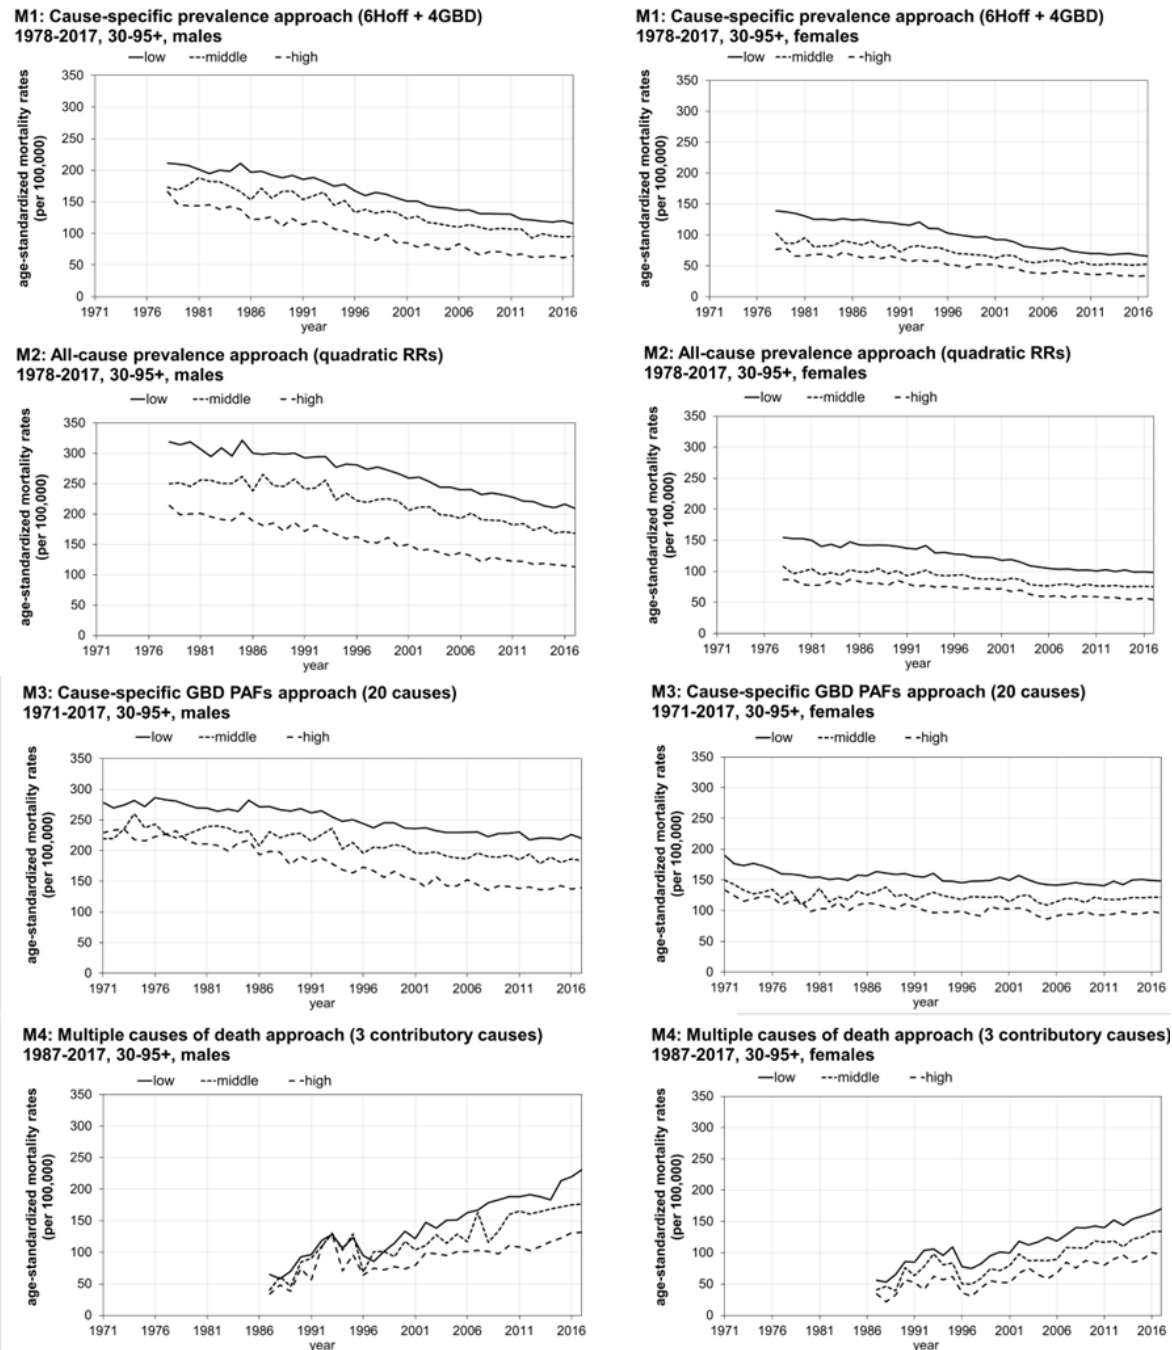 M1: Cause-specific prevalence approach (6Hoff + 4GBD)
1978-2017, 30-95+, males
low middle high
age-standardized mortality rates
(per 100,000)
350
300
250
200
150
100
50
0
1971 1976 1981 1986 1991 1996 2001 2006 2011 2016
year
M1: Cause-specific prevalence approach (6Hoff + 4GBD)
1978-2017, 30-95+, females
low middle high
age-standardized mortality rates
(per 100,000)
350
300
250
200
150
100
50
0
1971 1976 1981 1986 1991 1996 2001 2006 2011 2016
year
M2: All-cause prevalence approach (quadratic RRs)
1978-2017, 30-95+, males
low middle high
age-standardized mortality rates
(per 100,000)
350
300
250
200
150
100
50
0
1971 1976 1981 1986 1991 1996 2001 2006 2011 2016
year
M2: All-cause prevalence approach (quadratic RRs)
1978-2017, 30-95+, females
low middle high
age-standardized mortality rates
(per 100,000)
350
300
250
200
150
100
50
0
1971 1976 1981 1986 1991 1996 2001 2006 2011 2016
year
M3: Cause-specific GBD PAFs approach (20 causes)
1971-2017, 30-95+, males
low middle high
age-standardized mortality rates
(per 100,000)
350
300
250
200
150
100
50
0
1971 1976 1981 1986 1991 1996 2001 2006 2011 2016
year
M3: Cause-specific GBD PAFs approach (20 causes)
1971-2017, 30-95+, females
low middle high
age-standardized mortality rates
(per 100,000)
350
300
250
200
150
100
50
0
1971 1976 1981 1986 1991 1996 2001 2006 2011 2016
year
M4: Multiple causes of death approach (3 contributory causes)
1987-2017, 30-95+, males
low middle high
age-standardized mortality rates
(per 100,000)
350
300
250
200
150
100
50
0
1971 1976 1981 1986 1991 1996 2001 2006 2011 2016
year
M4: Multiple causes of death approach (3 contributory causes)
1987-2017, 30-95+, females
low middle high
age-standardized mortality rates
(per 100,000)
350
300
250
200
150
100
50
0
1971 1976 1981 1986 1991 1996 2001 2006 2011 2016
year